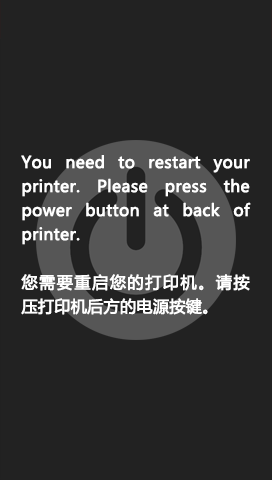 You need to restart your
printer. Please press the
power button at back of
printer.
您需要重启您的打印机。请按
压打印机后方的电源按键。